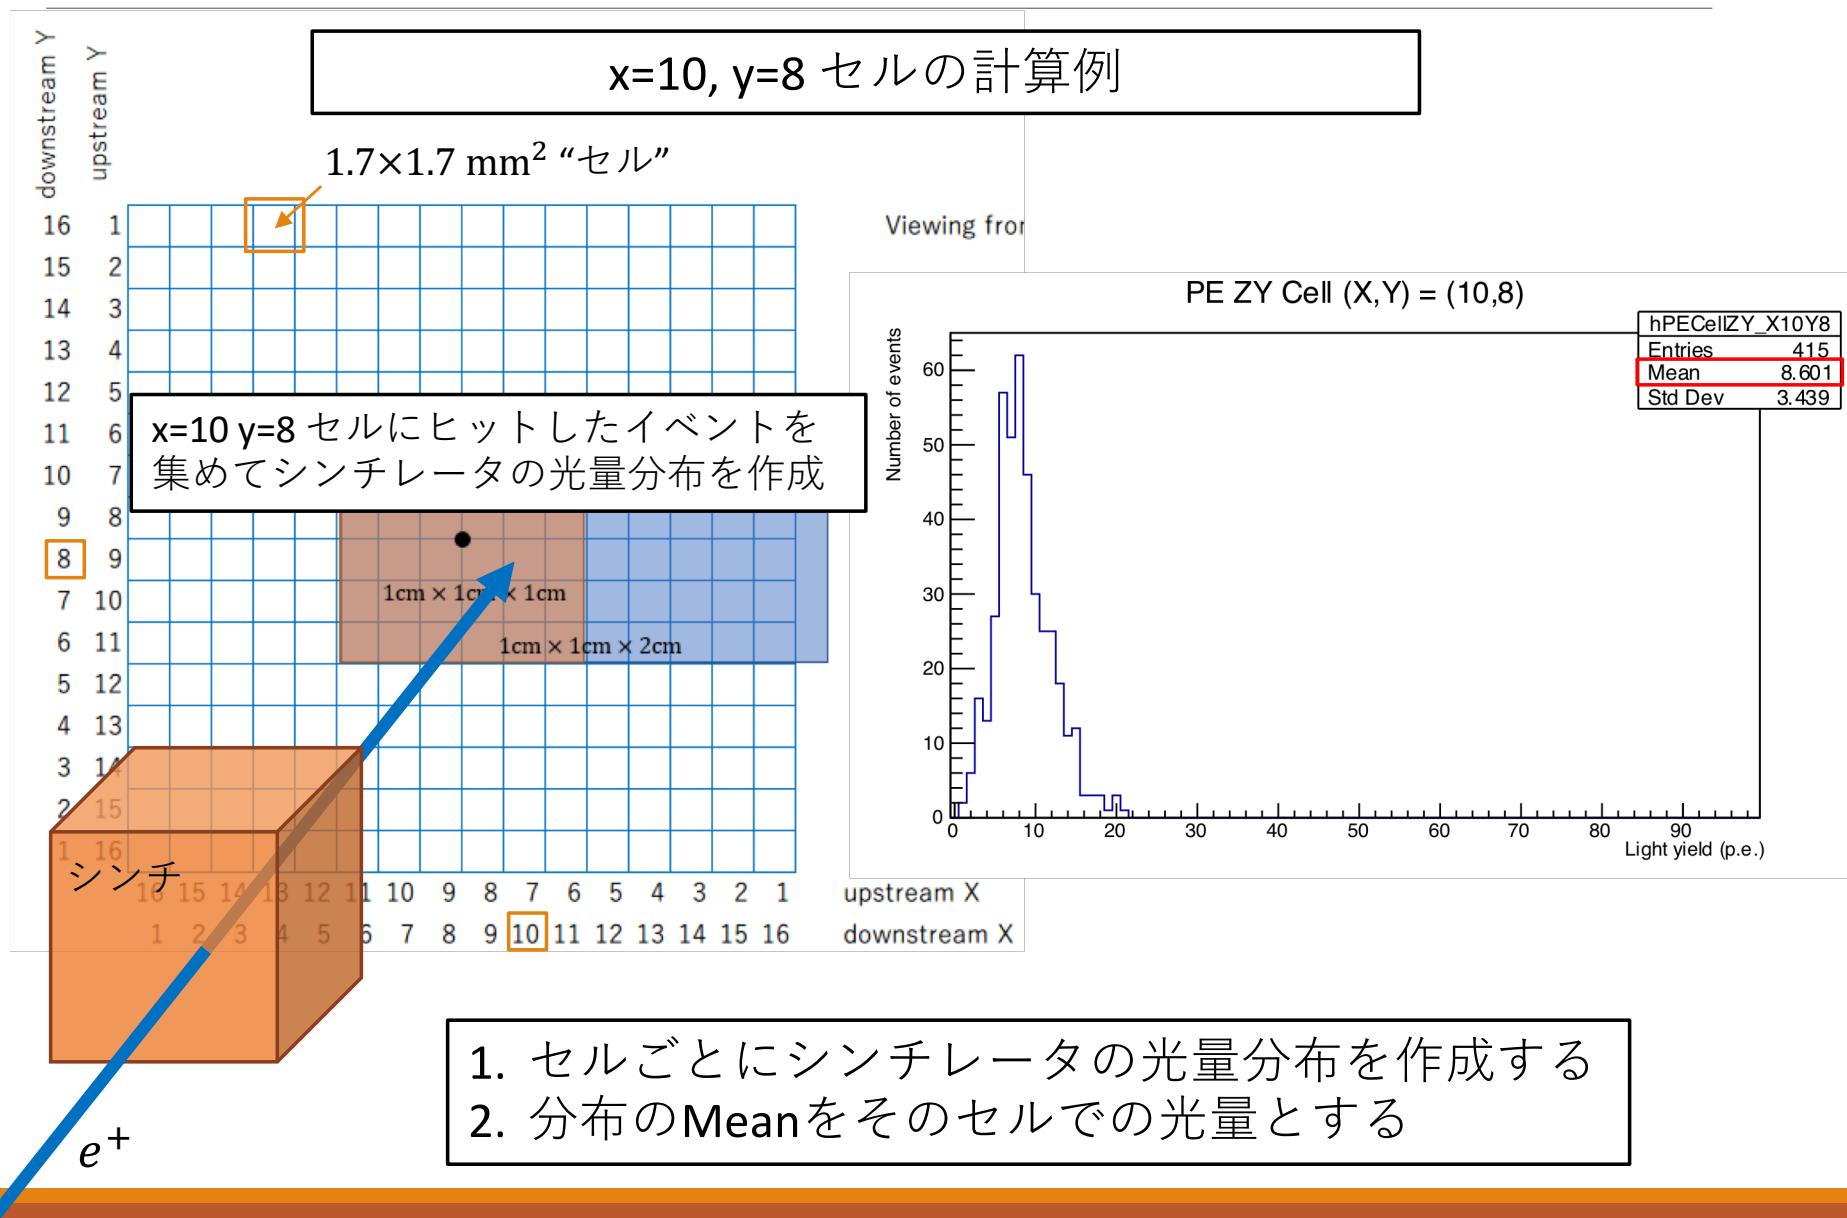 x=10, y=8 セルの計算例
downstream Y
upstream Y
1.7×1.7 mm² “セル”
Viewing from
16 1
15 2
14 3
13 4
12 5
11 6
10 7
9 8
8 9
7 10
6 11
5 12
4 13
3 14
2 15
1 16
x=10 y=8 セルにヒットしたイベントを
集めてシンチレータの光量分布を作成
1cm × 1cm × 1cm
1cm × 1cm × 2cm
シンチ
16 15 14 13 12 11 10 9 8 7 6 5 4 3 2 1 upstream X
1 2 3 4 5 6 7 8 9 10 11 12 13 14 15 16 downstream X
e⁺
PE ZY Cell (X,Y) = (10,8)
hPECellZY_X10Y8
Entries 415
Mean 8.601
Std Dev 3.439
Number of events
60
50
40
30
20
10
0
0 10 20 30 40 50 60 70 80 90
Light yield (p.e.)
1. セルごとにシンチレータの光量分布を作成する
2. 分布のMeanをそのセルでの光量とする